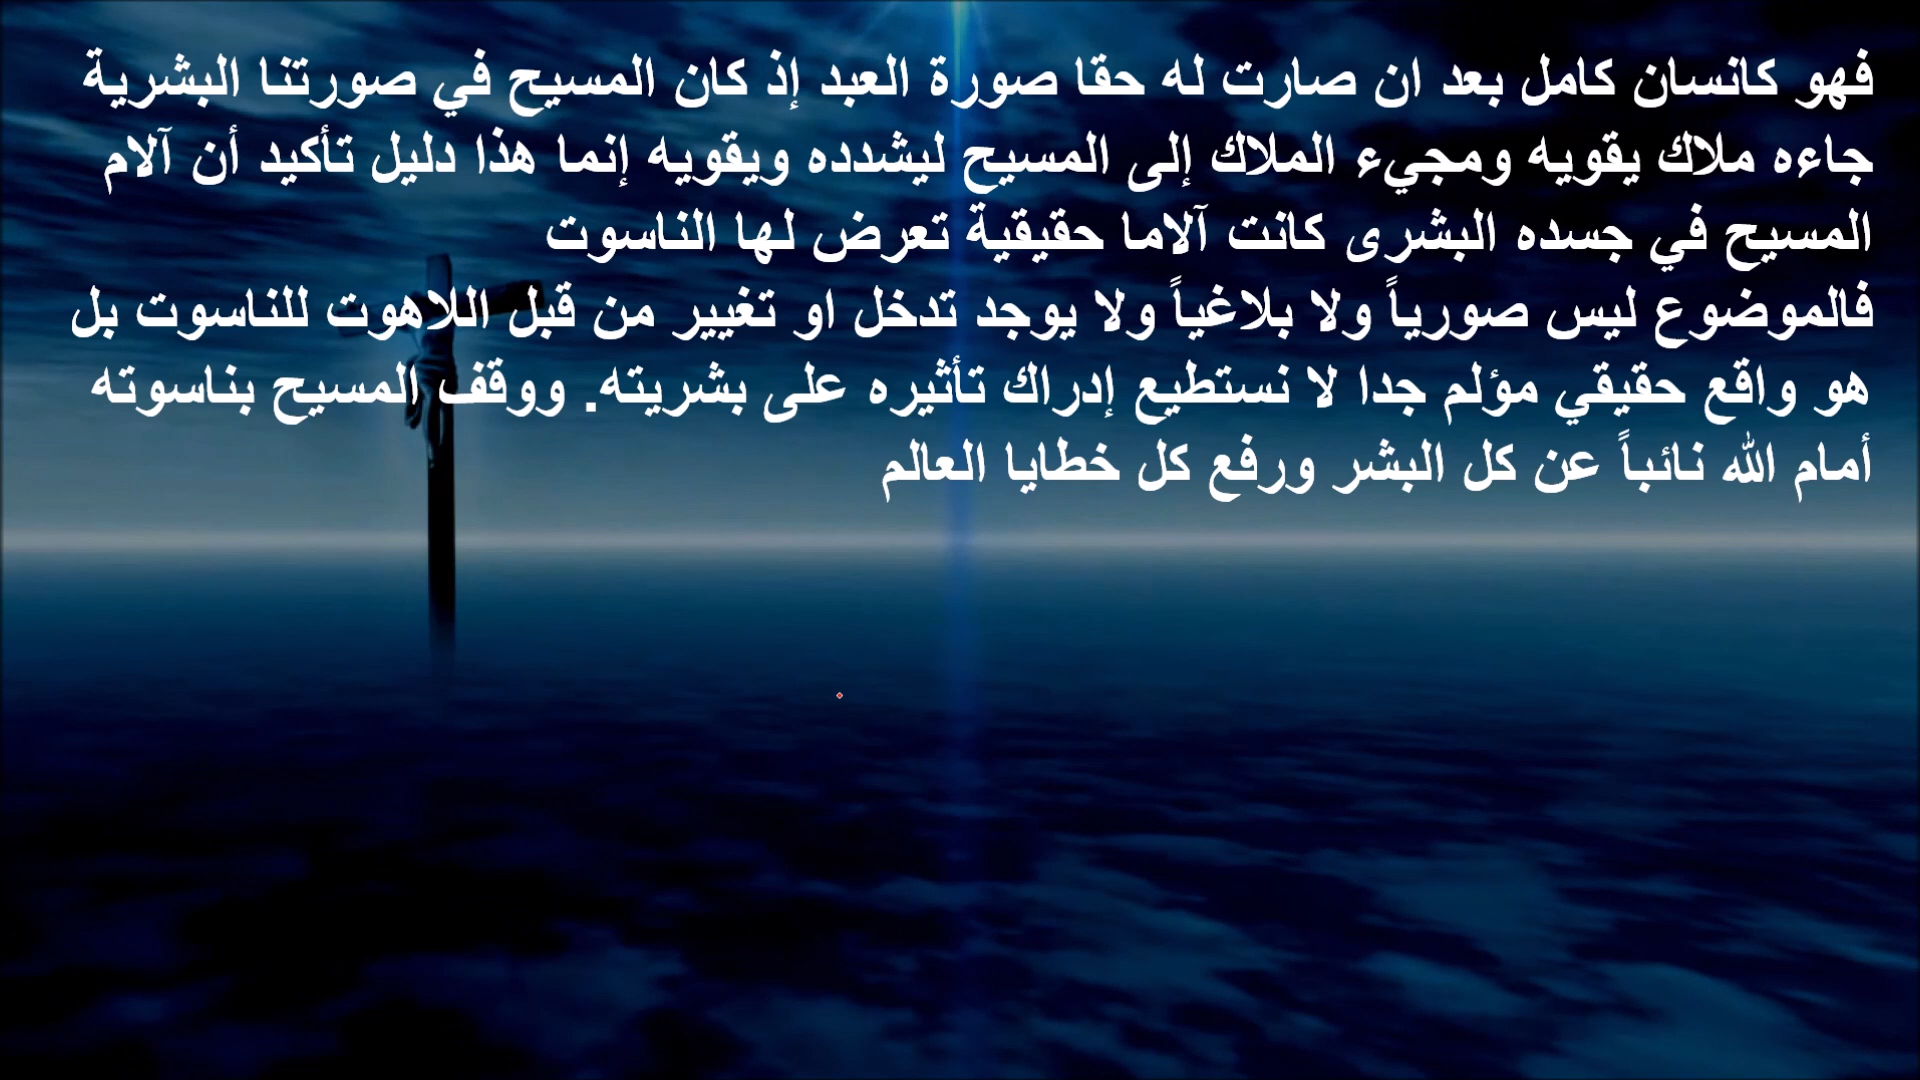 فهو كانسان كامل بعد ان صارت له حقا صورة العبد إذ كان المسيح في صورتنا البشرية
جاءه ملاك يقويه ومجيء الملاك إلى المسيح ليشدده ويقويه إنما هذا دليل تأكيد أن آلام
المسيح في جسده البشرى كانت آلاما حقيقية تعرض لها الناسوت
فالموضوع ليس صورياً ولا بلاغياً ولا يوجد تدخل او تغيير من قبل اللاهوت للناسوت بل
هو واقع حقيقي مؤلم جدا لا نستطيع إدراك تأثيره على بشريته. ووقف المسيح بناسوته
أمام الله نائباً عن كل البشر ورفع كل خطايا العالم